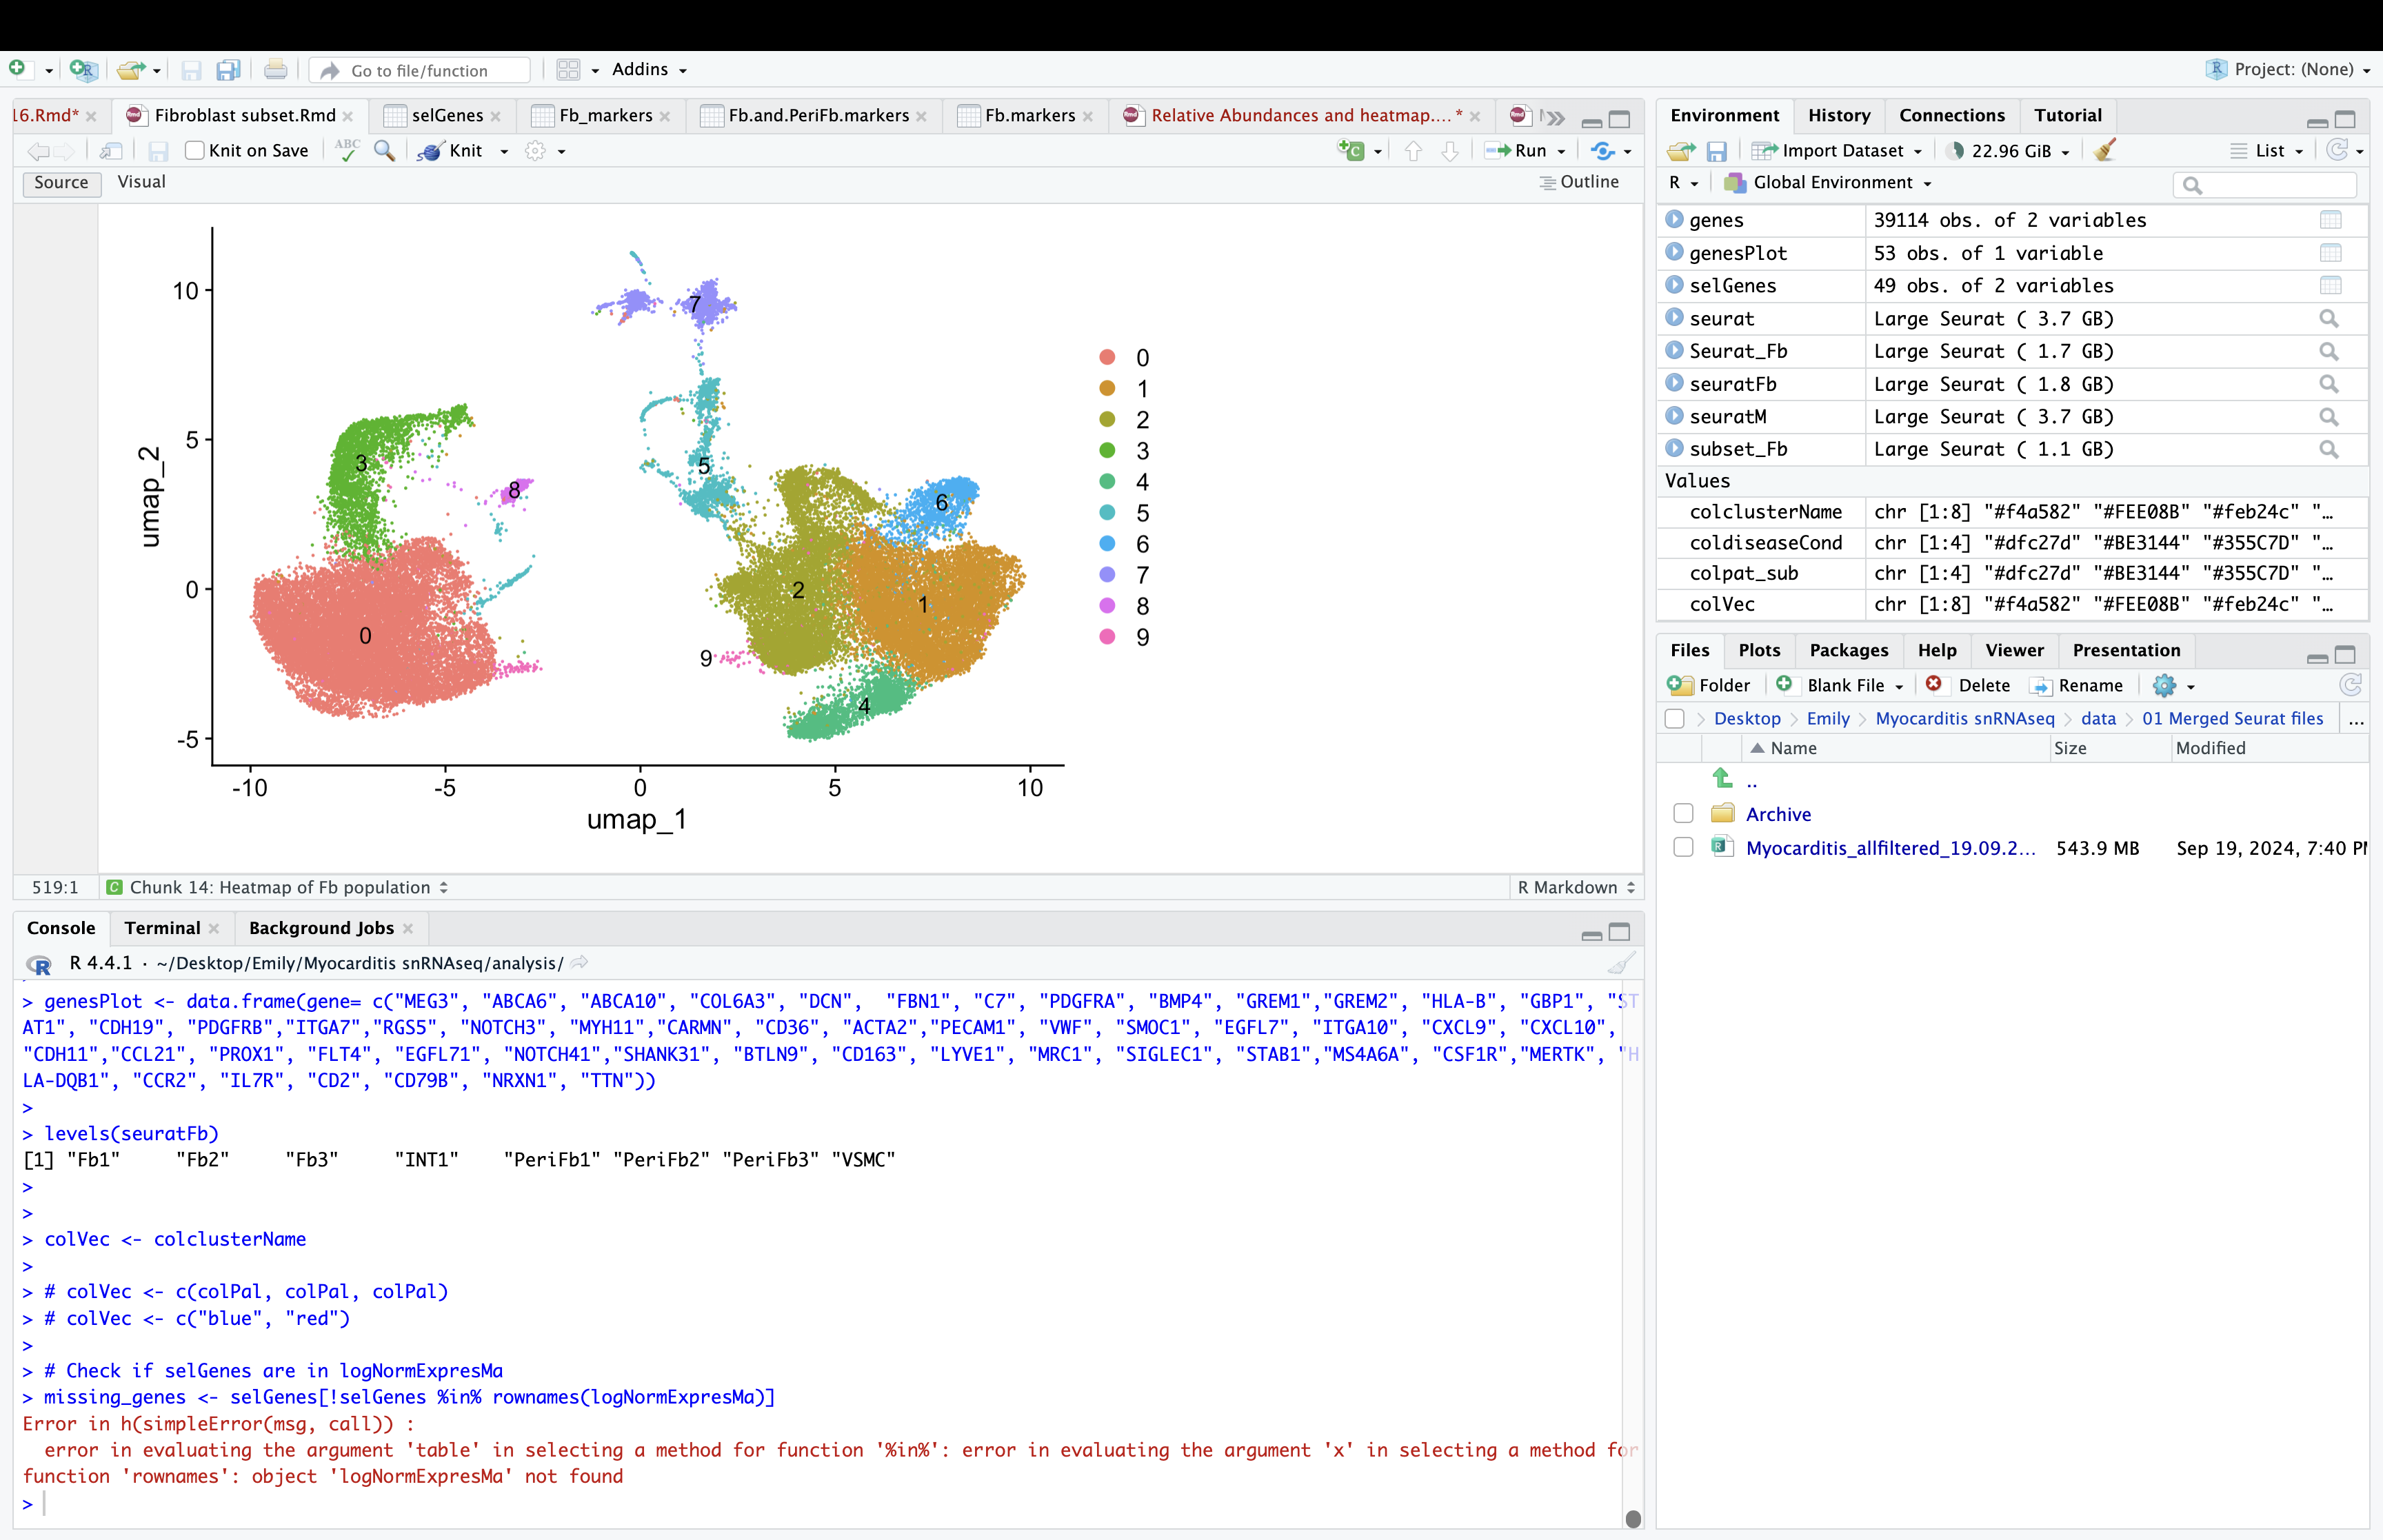 Go to file/function
Addins
Project: (None)
16.Rmd*
Fibroblast subset.Rmd
selGenes
Fb_markers
Fb.and.PeriFb.markers
Fb.markers
Relative Abundances and heatmap....*
Knit on Save
ABC
Knit
Run
Source
Visual
Outline
10
5
0
-5
umap_2
-10
-5
0
5
10
umap_1
7
3
8
5
6
2
1
0
9
4
0
1
2
3
4
5
6
7
8
9
519:1
Chunk 14: Heatmap of Fb population
R Markdown
Console
Terminal
Background Jobs
R 4.4.1 · ~/Desktop/Emily/Myocarditis snRNAseq/analysis/
> genesPlot <- data.frame(gene= c("MEG3", "ABCA6", "ABCA10", "COL6A3", "DCN",  "FBN1", "C7", "PDGFRA", "BMP4", "GREM1","GREM2", "HLA-B", "GBP1", "ST
AT1", "CDH19", "PDGFRB","ITGA7","RGS5", "NOTCH3", "MYH11","CARMN", "CD36", "ACTA2","PECAM1", "VWF", "SMOC1", "EGFL7", "ITGA10", "CXCL9", "CXCL10",
"CDH11","CCL21", "PROX1", "FLT4", "EGFL71", "NOTCH41","SHANK31", "BTLN9", "CD163", "LYVE1", "MRC1", "SIGLEC1", "STAB1","MS4A6A", "CSF1R","MERTK", "H
LA-DQB1", "CCR2", "IL7R", "CD2", "CD79B", "NRXN1", "TTN"))
>
> levels(seuratFb)
[1] "Fb1"     "Fb2"     "Fb3"     "INT1"    "PeriFb1" "PeriFb2" "PeriFb3" "VSMC"
>
>
> colVec <- colclusterName
>
> # colVec <- c(colPal, colPal, colPal)
> # colVec <- c("blue", "red")
>
> # Check if selGenes are in logNormExpresMa
> missing_genes <- selGenes[!selGenes %in% rownames(logNormExpresMa)]
Error in h(simpleError(msg, call)) :
  error in evaluating the argument 'table' in selecting a method for function '%in%': error in evaluating the argument 'x' in selecting a method for
function 'rownames': object 'logNormExpresMa' not found
>
Environment
History
Connections
Tutorial
Import Dataset
22.96 GiB
List
R
Global Environment
genes 39114 obs. of 2 variables
genesPlot 53 obs. of 1 variable
selGenes 49 obs. of 2 variables
seurat Large Seurat ( 3.7 GB)
Seurat_Fb Large Seurat ( 1.7 GB)
seuratFb Large Seurat ( 1.8 GB)
seuratM Large Seurat ( 3.7 GB)
subset_Fb Large Seurat ( 1.1 GB)
Values
colclusterName chr [1:8] "#f4a582" "#FEE08B" "#feb24c" "…
coldiseaseCond chr [1:4] "#dfc27d" "#BE3144" "#355C7D" "…
colpat_sub chr [1:4] "#dfc27d" "#BE3144" "#355C7D" "…
colVec chr [1:8] "#f4a582" "#FEE08B" "#feb24c" "…
Files
Plots
Packages
Help
Viewer
Presentation
Folder
Blank File
Delete
Rename
Desktop > Emily > Myocarditis snRNAseq > data > 01 Merged Seurat files
...
Name
Size
Modified
..
Archive
Myocarditis_allfiltered_19.09.2... 543.9 MB Sep 19, 2024, 7:40 PM